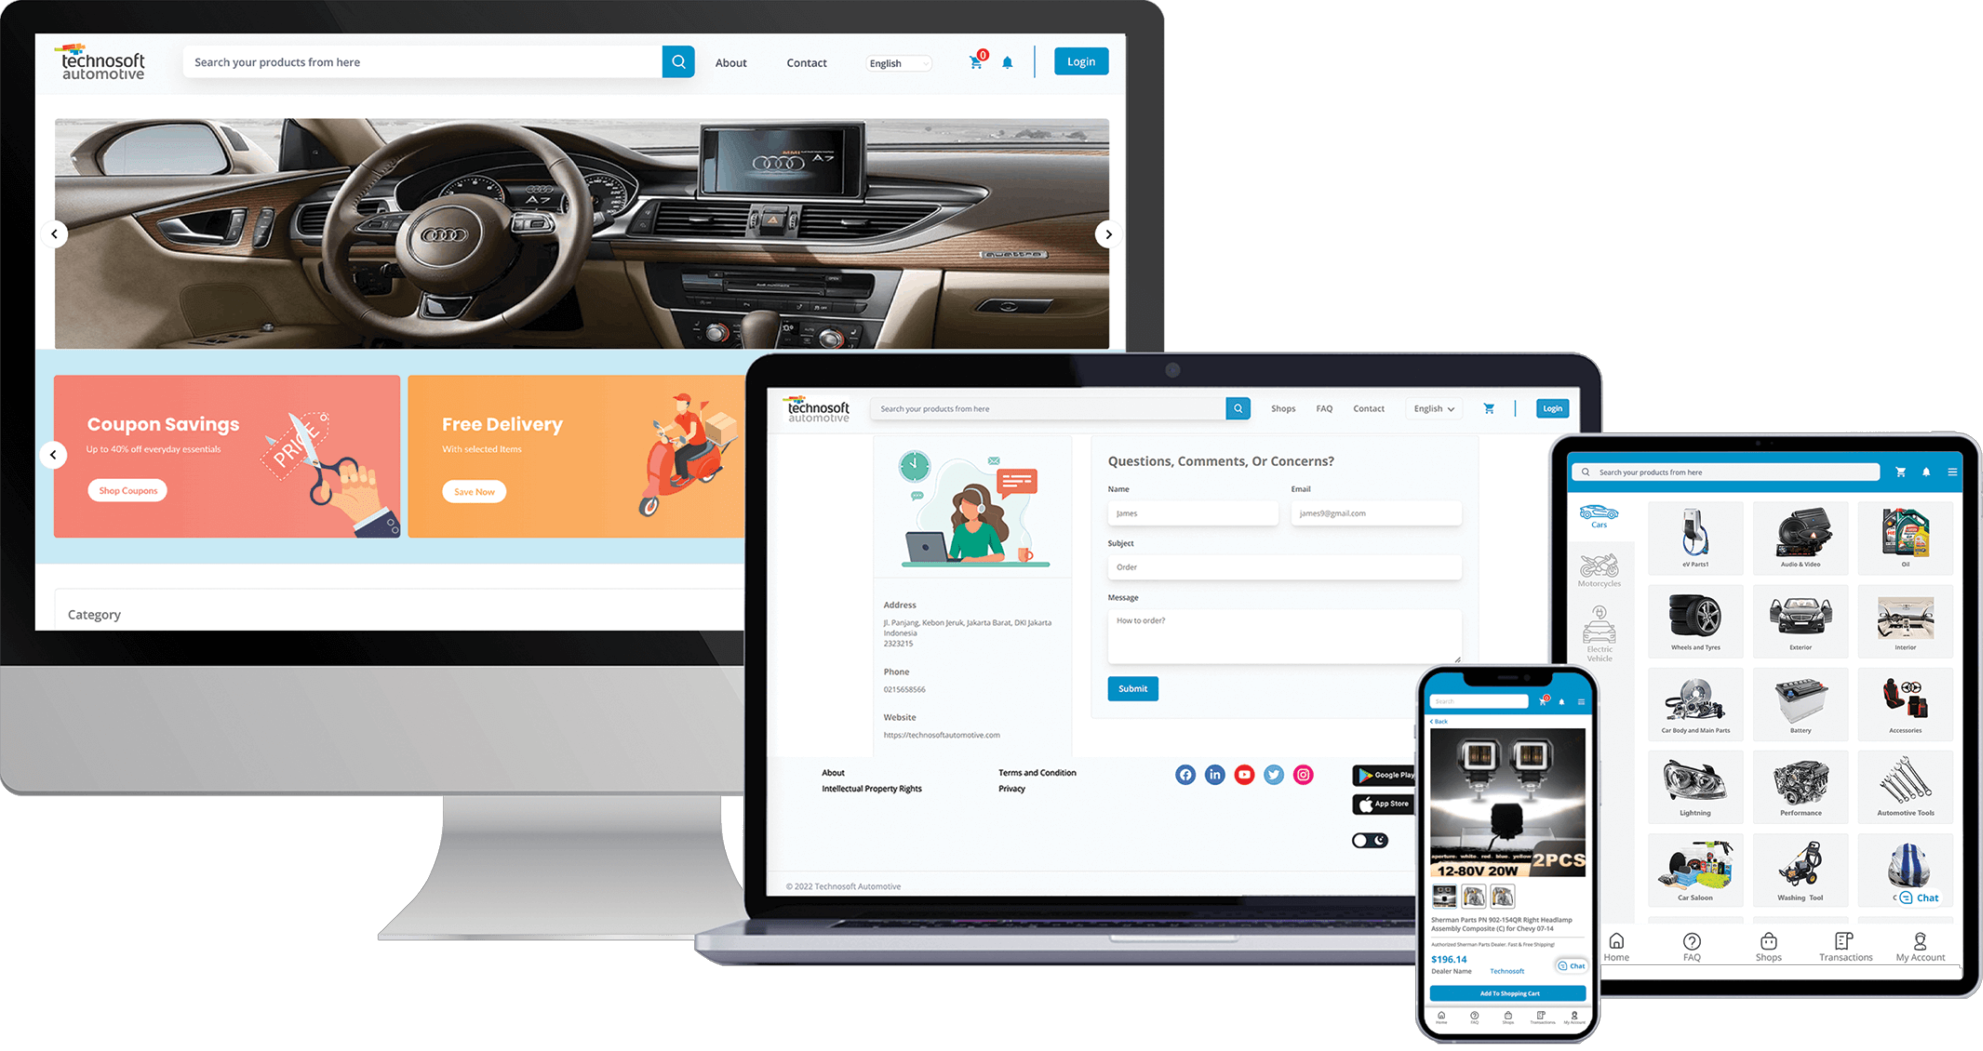 technosoft
automotive
Search your products from here
About
Contact
English
0
Login
A7
A7
quattro
Coupon Savings
Up to 40% off everyday essentials
Shop Coupons
PRICE
Free Delivery
With selected Items
Save Now
Category
technosoft
automotive
Search your products from here
Shops
FAQ
Contact
English
Login
Address
Jl. Panjang, Kebon Jeruk, Jakarta Barat, DKI Jakarta
Indonesia
2323215
Phone
0215658566
Website
https://technosoftautomotive.com
Questions, Comments, Or Concerns?
Name
Email
James
james9@gmail.com
Subject
Order
Message
How to order?
Submit
About
Intellectual Property Rights
Terms and Condition
Privacy
Google Play
App Store
© 2022 Technosoft Automotive
Search your products from here
Cars
Motorcycles
Electric
Vehicle
eV Parts1
Audio & Video
Oil
Wheels and Tyres
Exterior
Interior
Car Body and Main Parts
Battery
Accessories
Lightning
Performance
Automotive Tools
Car Saloon
Washing Tool
C
Chat
Home
FAQ
Shops
Transactions
My Account
Search
Back
aperture white red blue yellow
2PCS
12-80V 20W
Sherman Parts PN 902-154QR Right Headlamp
Assembly Composite (C) for Chevy 07-14
Authorized Sherman Parts Dealer. Fast & Free Shipping!
$196.14
Dealer Name
Technosoft
Chat
Add To Shopping Cart
Home
FAQ
Shops
Transactions
My Account